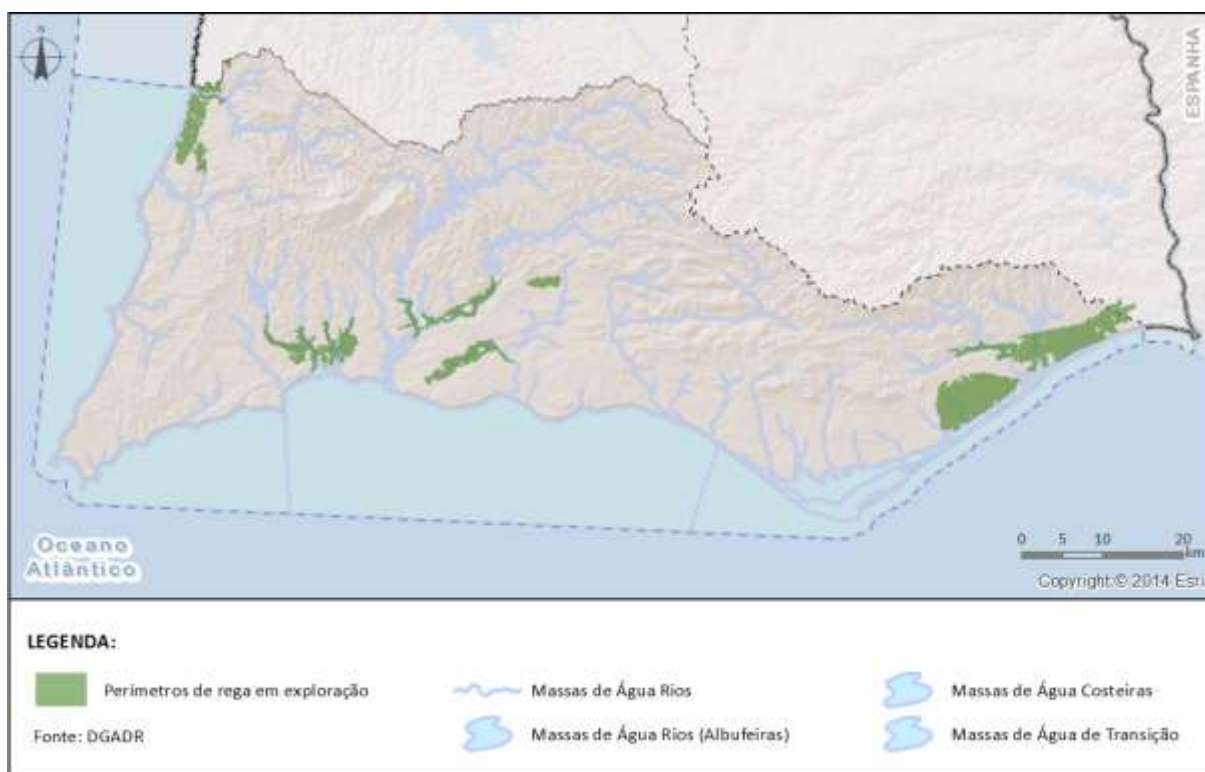 N
ESPANHA
Oceano
Atlântico
0 5 10 20
km
Copyright:© 2014 Esri
LEGENDA:
Perímetros de rega em exploração
Massas de Água Rios
Massas de Água Costeiras
Fonte: DGADR
Massas de Água Rios (Albufeiras)
Massas de Água de Transição